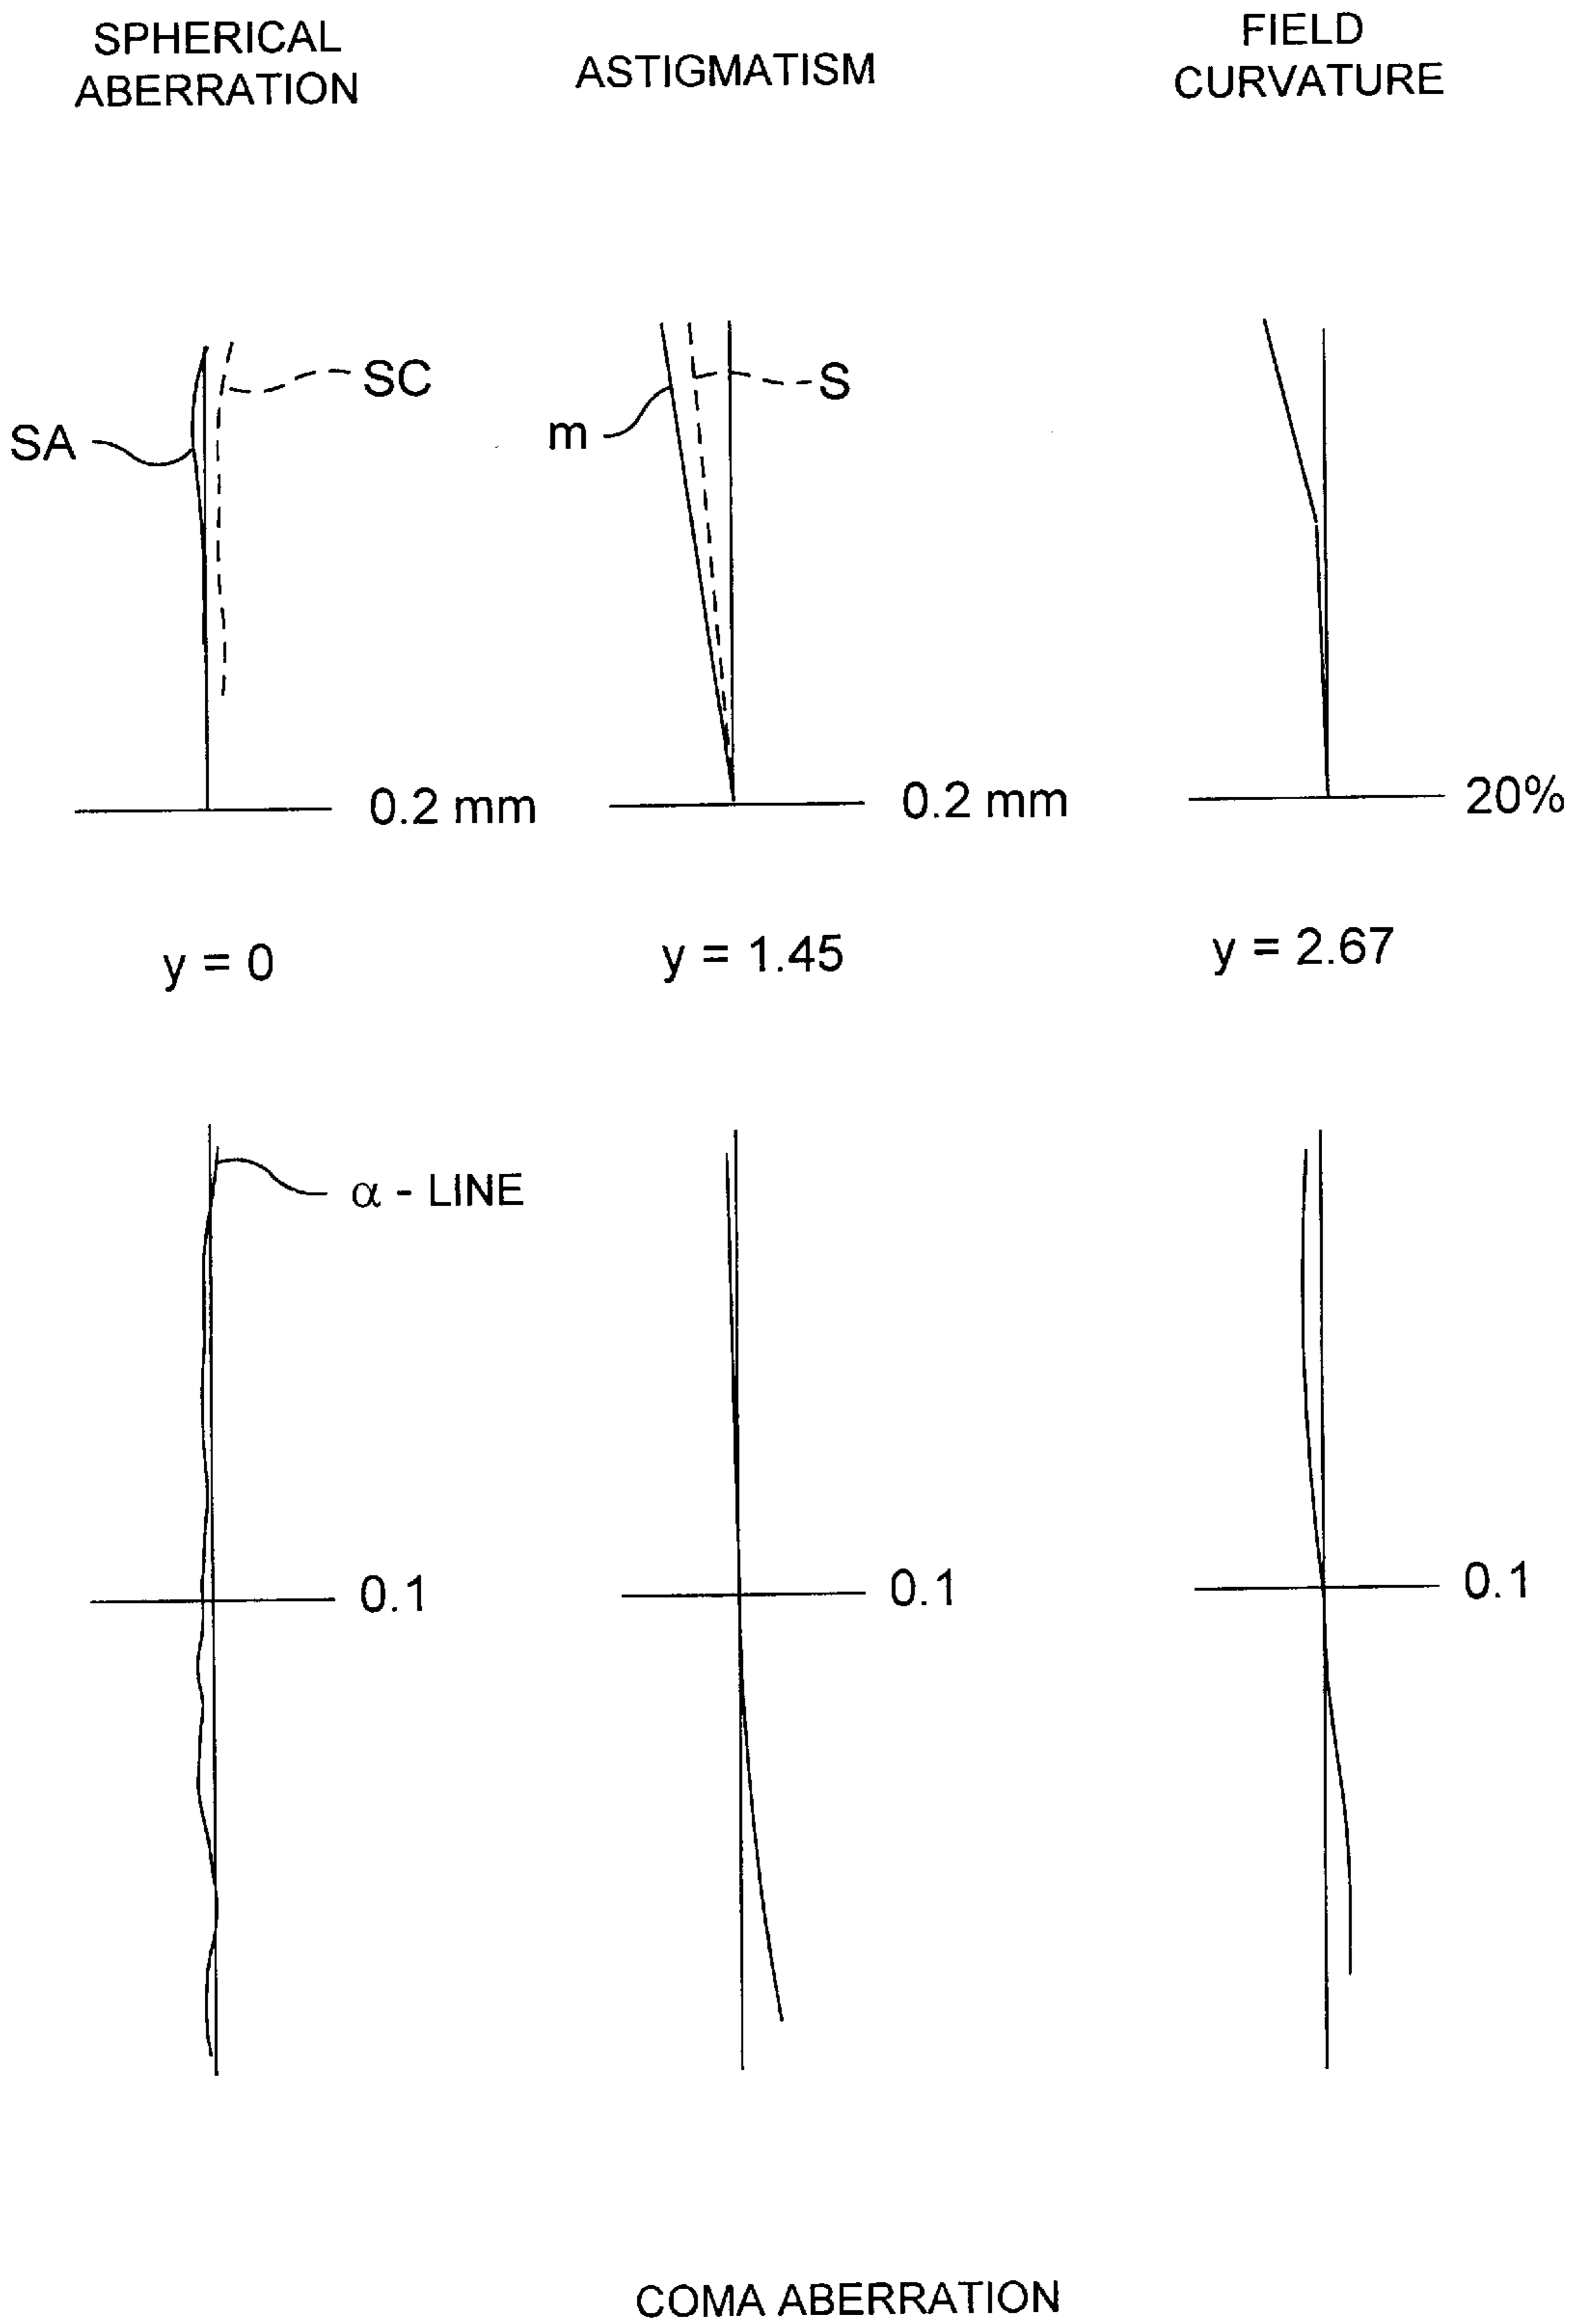 SPHERICAL
ABERRATION
ASTIGMATISM
FIELD
CURVATURE
SC
SA
S
m
0.2 mm
0.2 mm
20%
y = 0
y = 1.45
y = 2.67
α - LINE
0.1
0.1
0.1
COMA ABERRATION